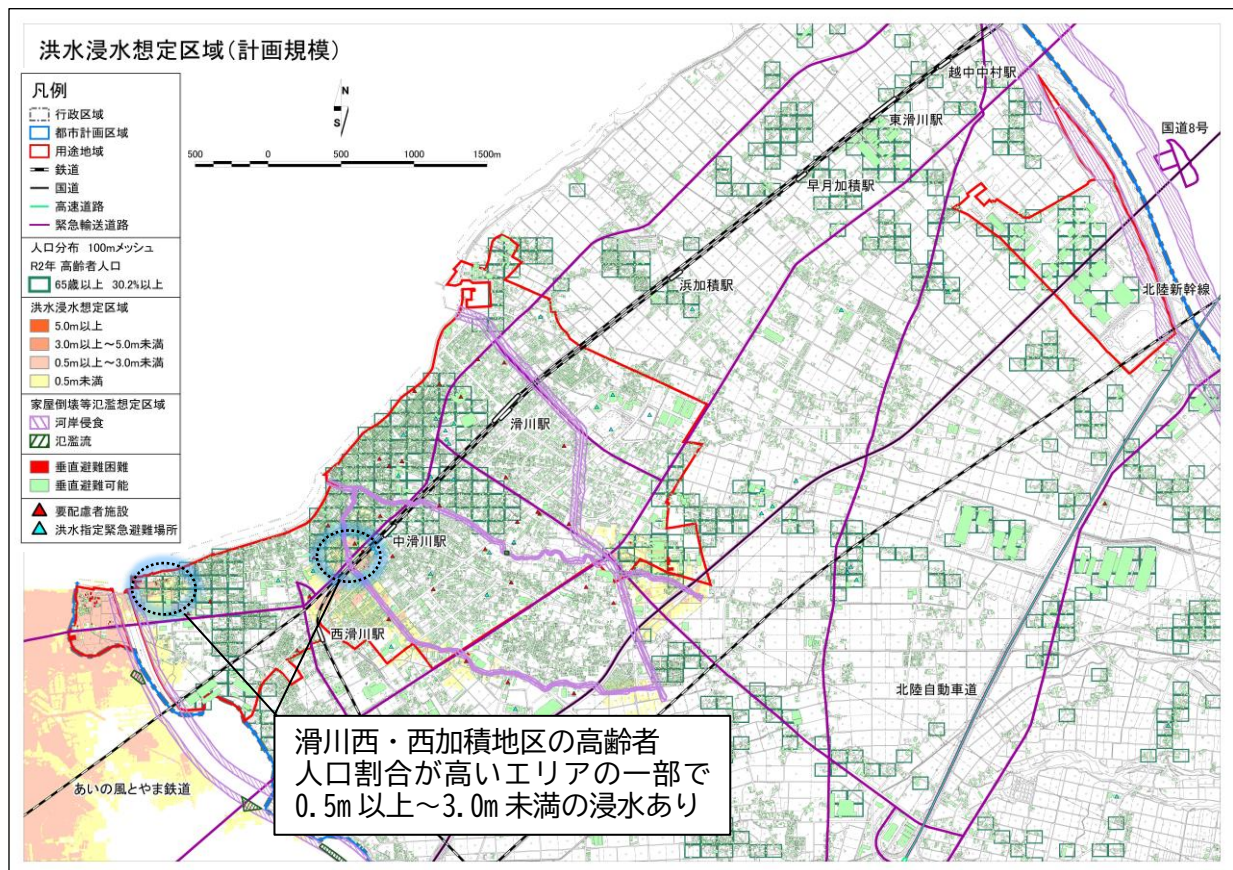 洪水浸水想定区域(計画規模)
凡例
行政区域
都市計画区域
用途地域
鉄道
国道
高速道路
緊急輸送道路
人口分布 100mメッシュ
R2年 高齢者人口
65歳以上 30.2%以上
洪水浸水想定区域
5.0m以上
3.0m以上~5.0m未満
0.5m以上~3.0m未満
0.5m未満
家屋倒壊等氾濫想定区域
河岸侵食
氾濫流
垂直避難困難
垂直避難可能
要配慮者施設
洪水指定緊急避難場所
N
S
500 0 500 1000 1500m
越中中村駅
東滑川駅
国道8号
早月加積駅
浜加積駅
北陸新幹線
滑川駅
中滑川駅
西滑川駅
北陸自動車道
あいの風とやま鉄道
滑川西・西加積地区の高齢者
人口割合が高いエリアの一部で
0.5m 以上~3.0m 未満の浸水あり